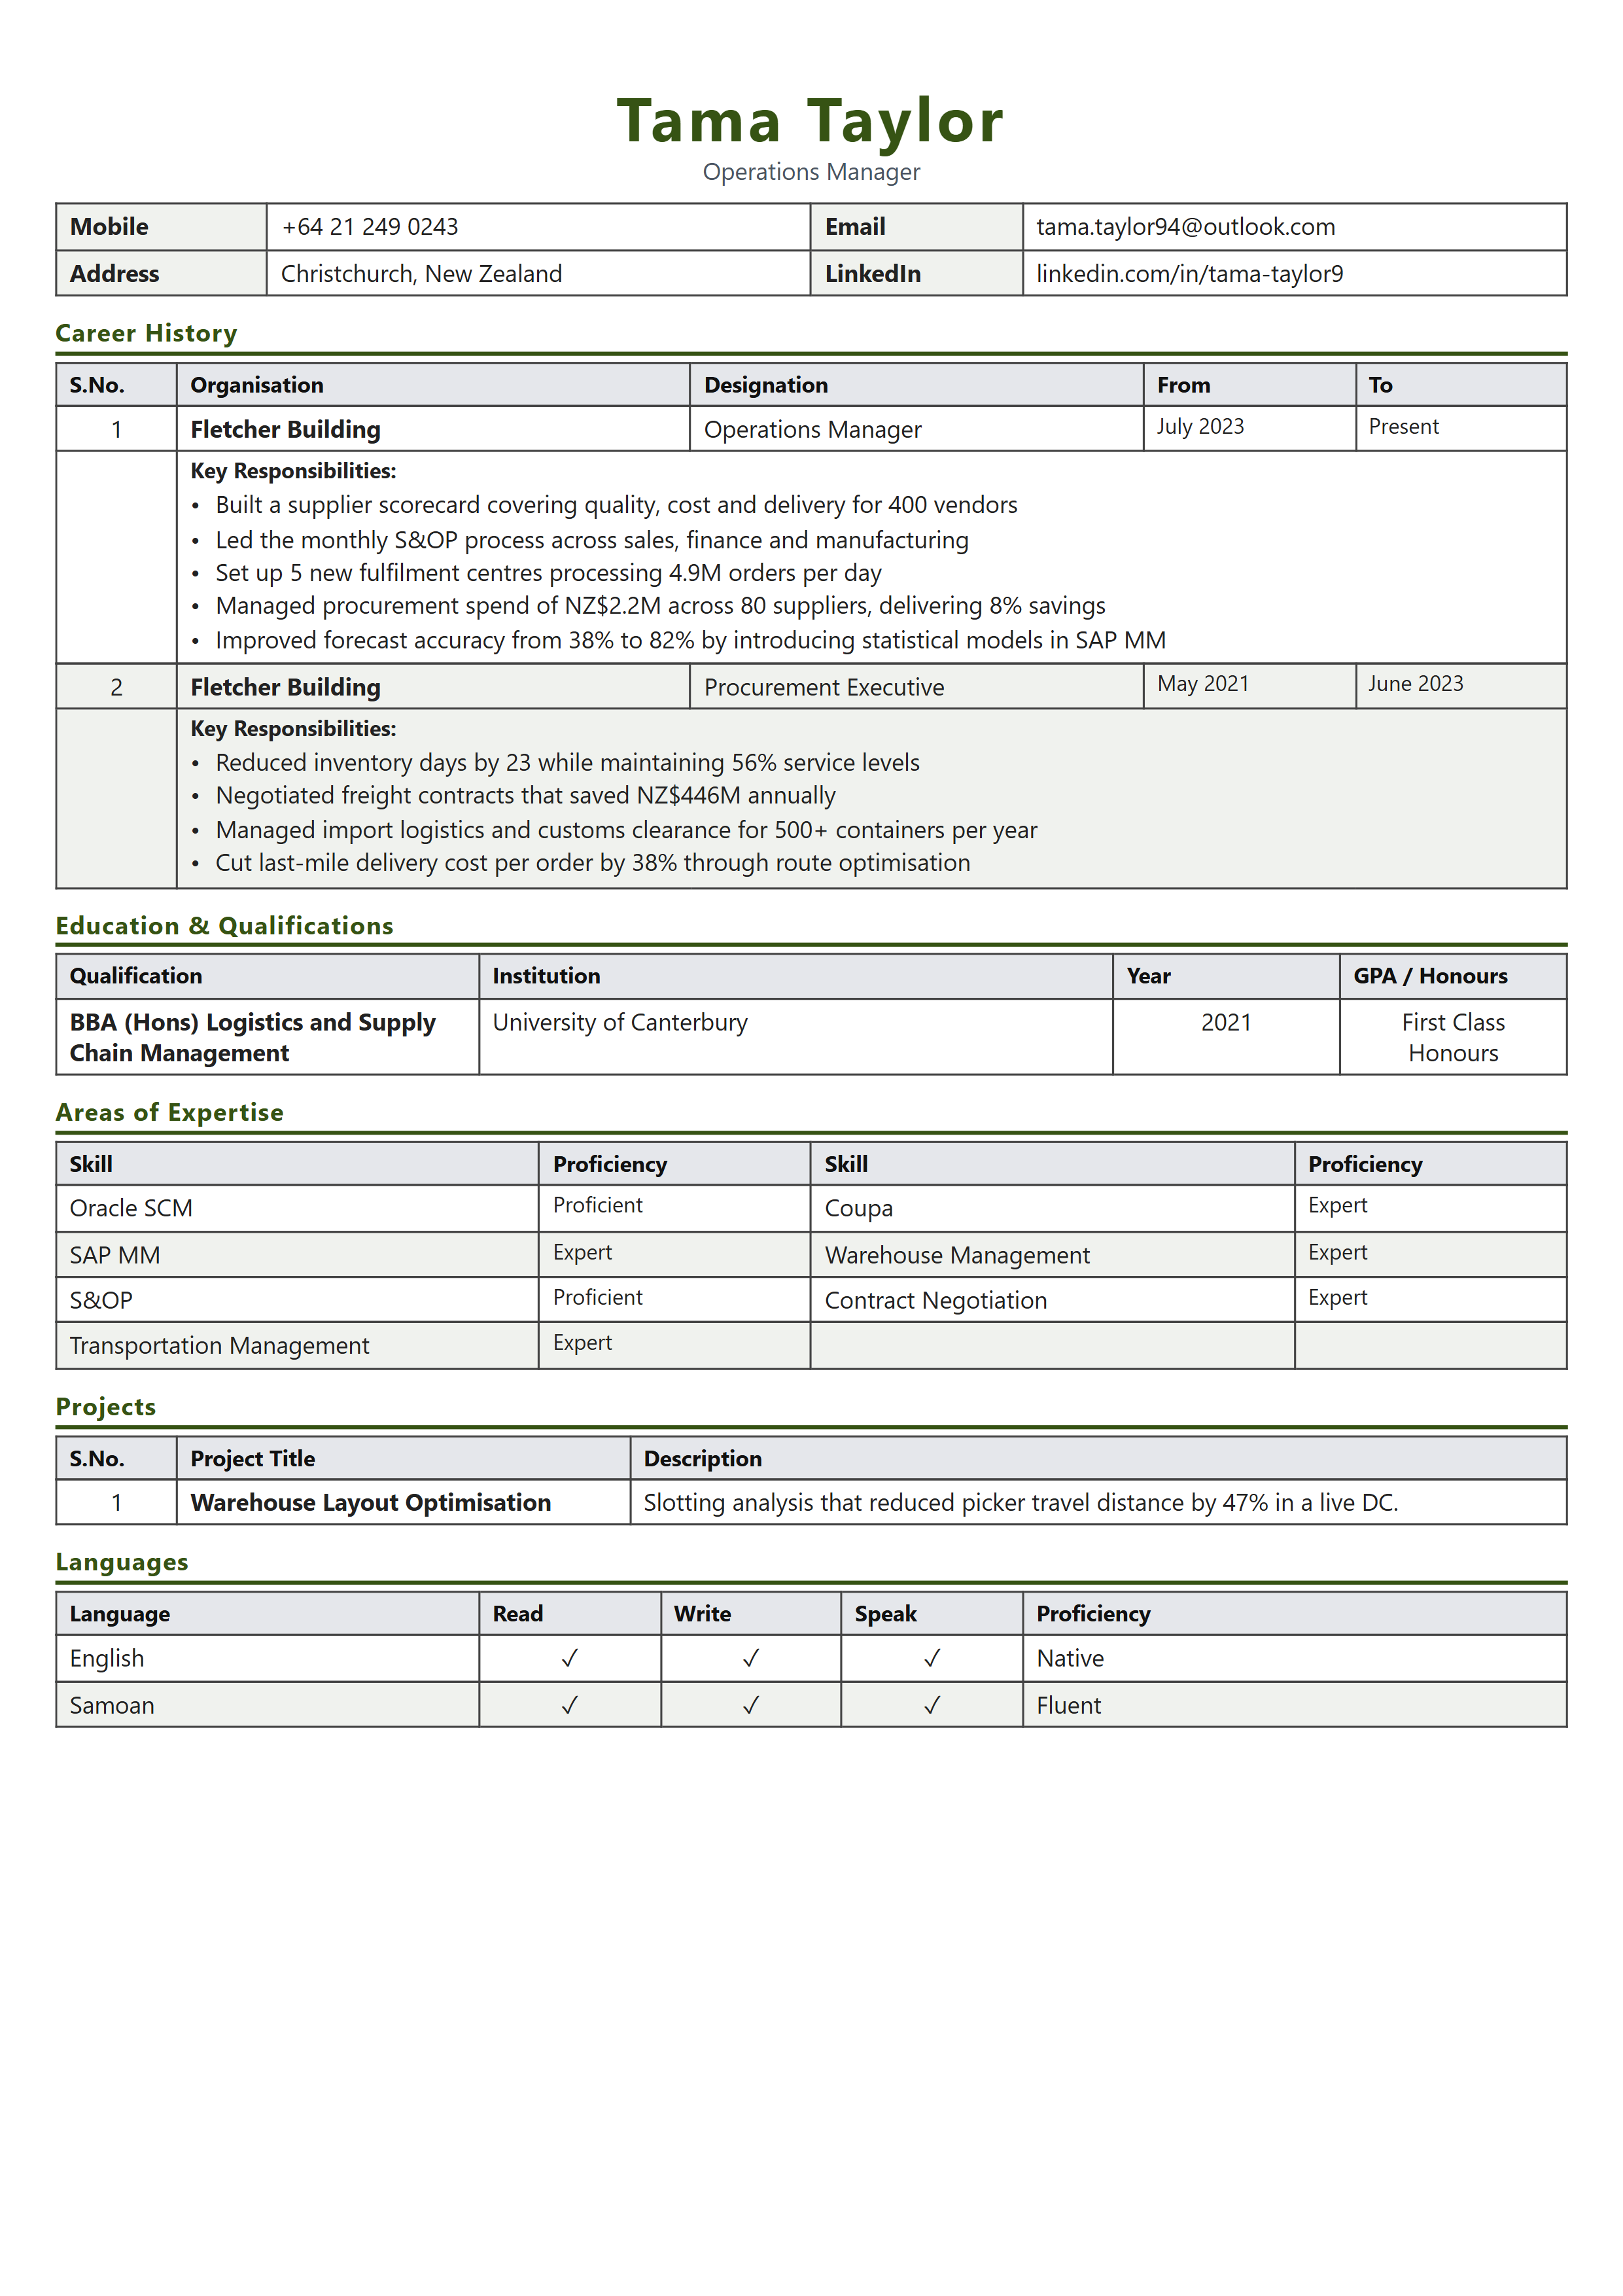 Tama Taylor
Operations Manager
Mobile +64 21 249 0243 Email tama.taylor94@outlook.com
Address Christchurch, New Zealand LinkedIn linkedin.com/in/tama-taylor9
Career History
S.No. Organisation Designation From To
1 Fletcher Building Operations Manager July 2023 Present
Key Responsibilities:
• Built a supplier scorecard covering quality, cost and delivery for 400 vendors
• Led the monthly S&OP process across sales, finance and manufacturing
• Set up 5 new fulfilment centres processing 4.9M orders per day
• Managed procurement spend of NZ$2.2M across 80 suppliers, delivering 8% savings
• Improved forecast accuracy from 38% to 82% by introducing statistical models in SAP MM
2 Fletcher Building Procurement Executive May 2021 June 2023
Key Responsibilities:
• Reduced inventory days by 23 while maintaining 56% service levels
• Negotiated freight contracts that saved NZ$446M annually
• Managed import logistics and customs clearance for 500+ containers per year
• Cut last-mile delivery cost per order by 38% through route optimisation
Education & Qualifications
Qualification Institution Year GPA / Honours
BBA (Hons) Logistics and Supply University of Canterbury 2021 First Class
Chain Management Honours
Areas of Expertise
Skill Proficiency Skill Proficiency
Oracle SCM Proficient Coupa Expert
SAP MM Expert Warehouse Management Expert
S&OP Proficient Contract Negotiation Expert
Transportation Management Expert
Projects
S.No. Project Title Description
1 Warehouse Layout Optimisation Slotting analysis that reduced picker travel distance by 47% in a live DC.
Languages
Language Read Write Speak Proficiency
English ✓ ✓ ✓ Native
Samoan ✓ ✓ ✓ Fluent